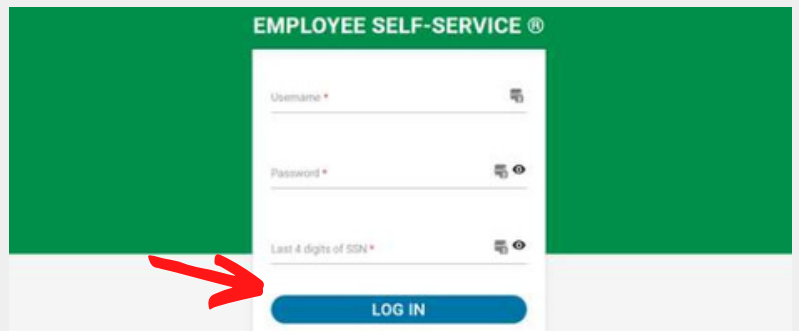 EMPLOYEE SELF-SERVICE ®
Username *
Password *
Last 4 digits of SSN *
LOG IN